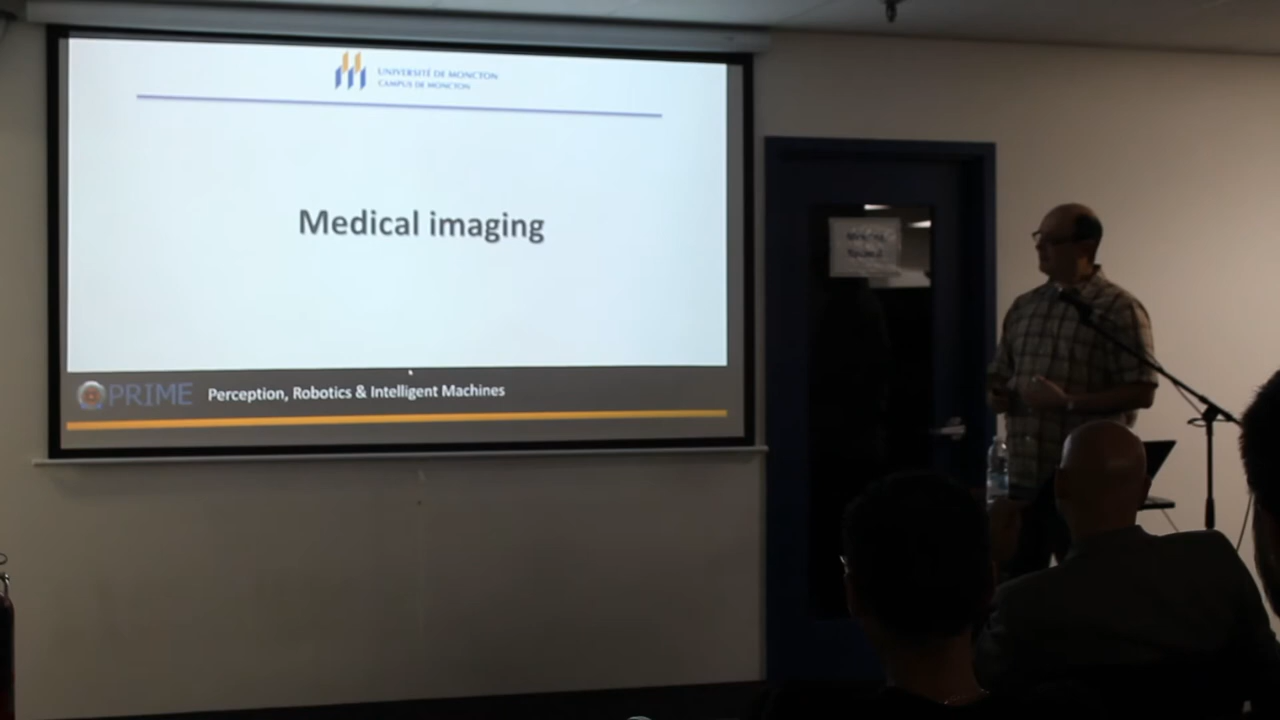 UNIVERSITÉ DE MONCTON
CAMPUS DE MONCTON
Medical imaging
PRIME
Perception, Robotics & Intelligent Machines